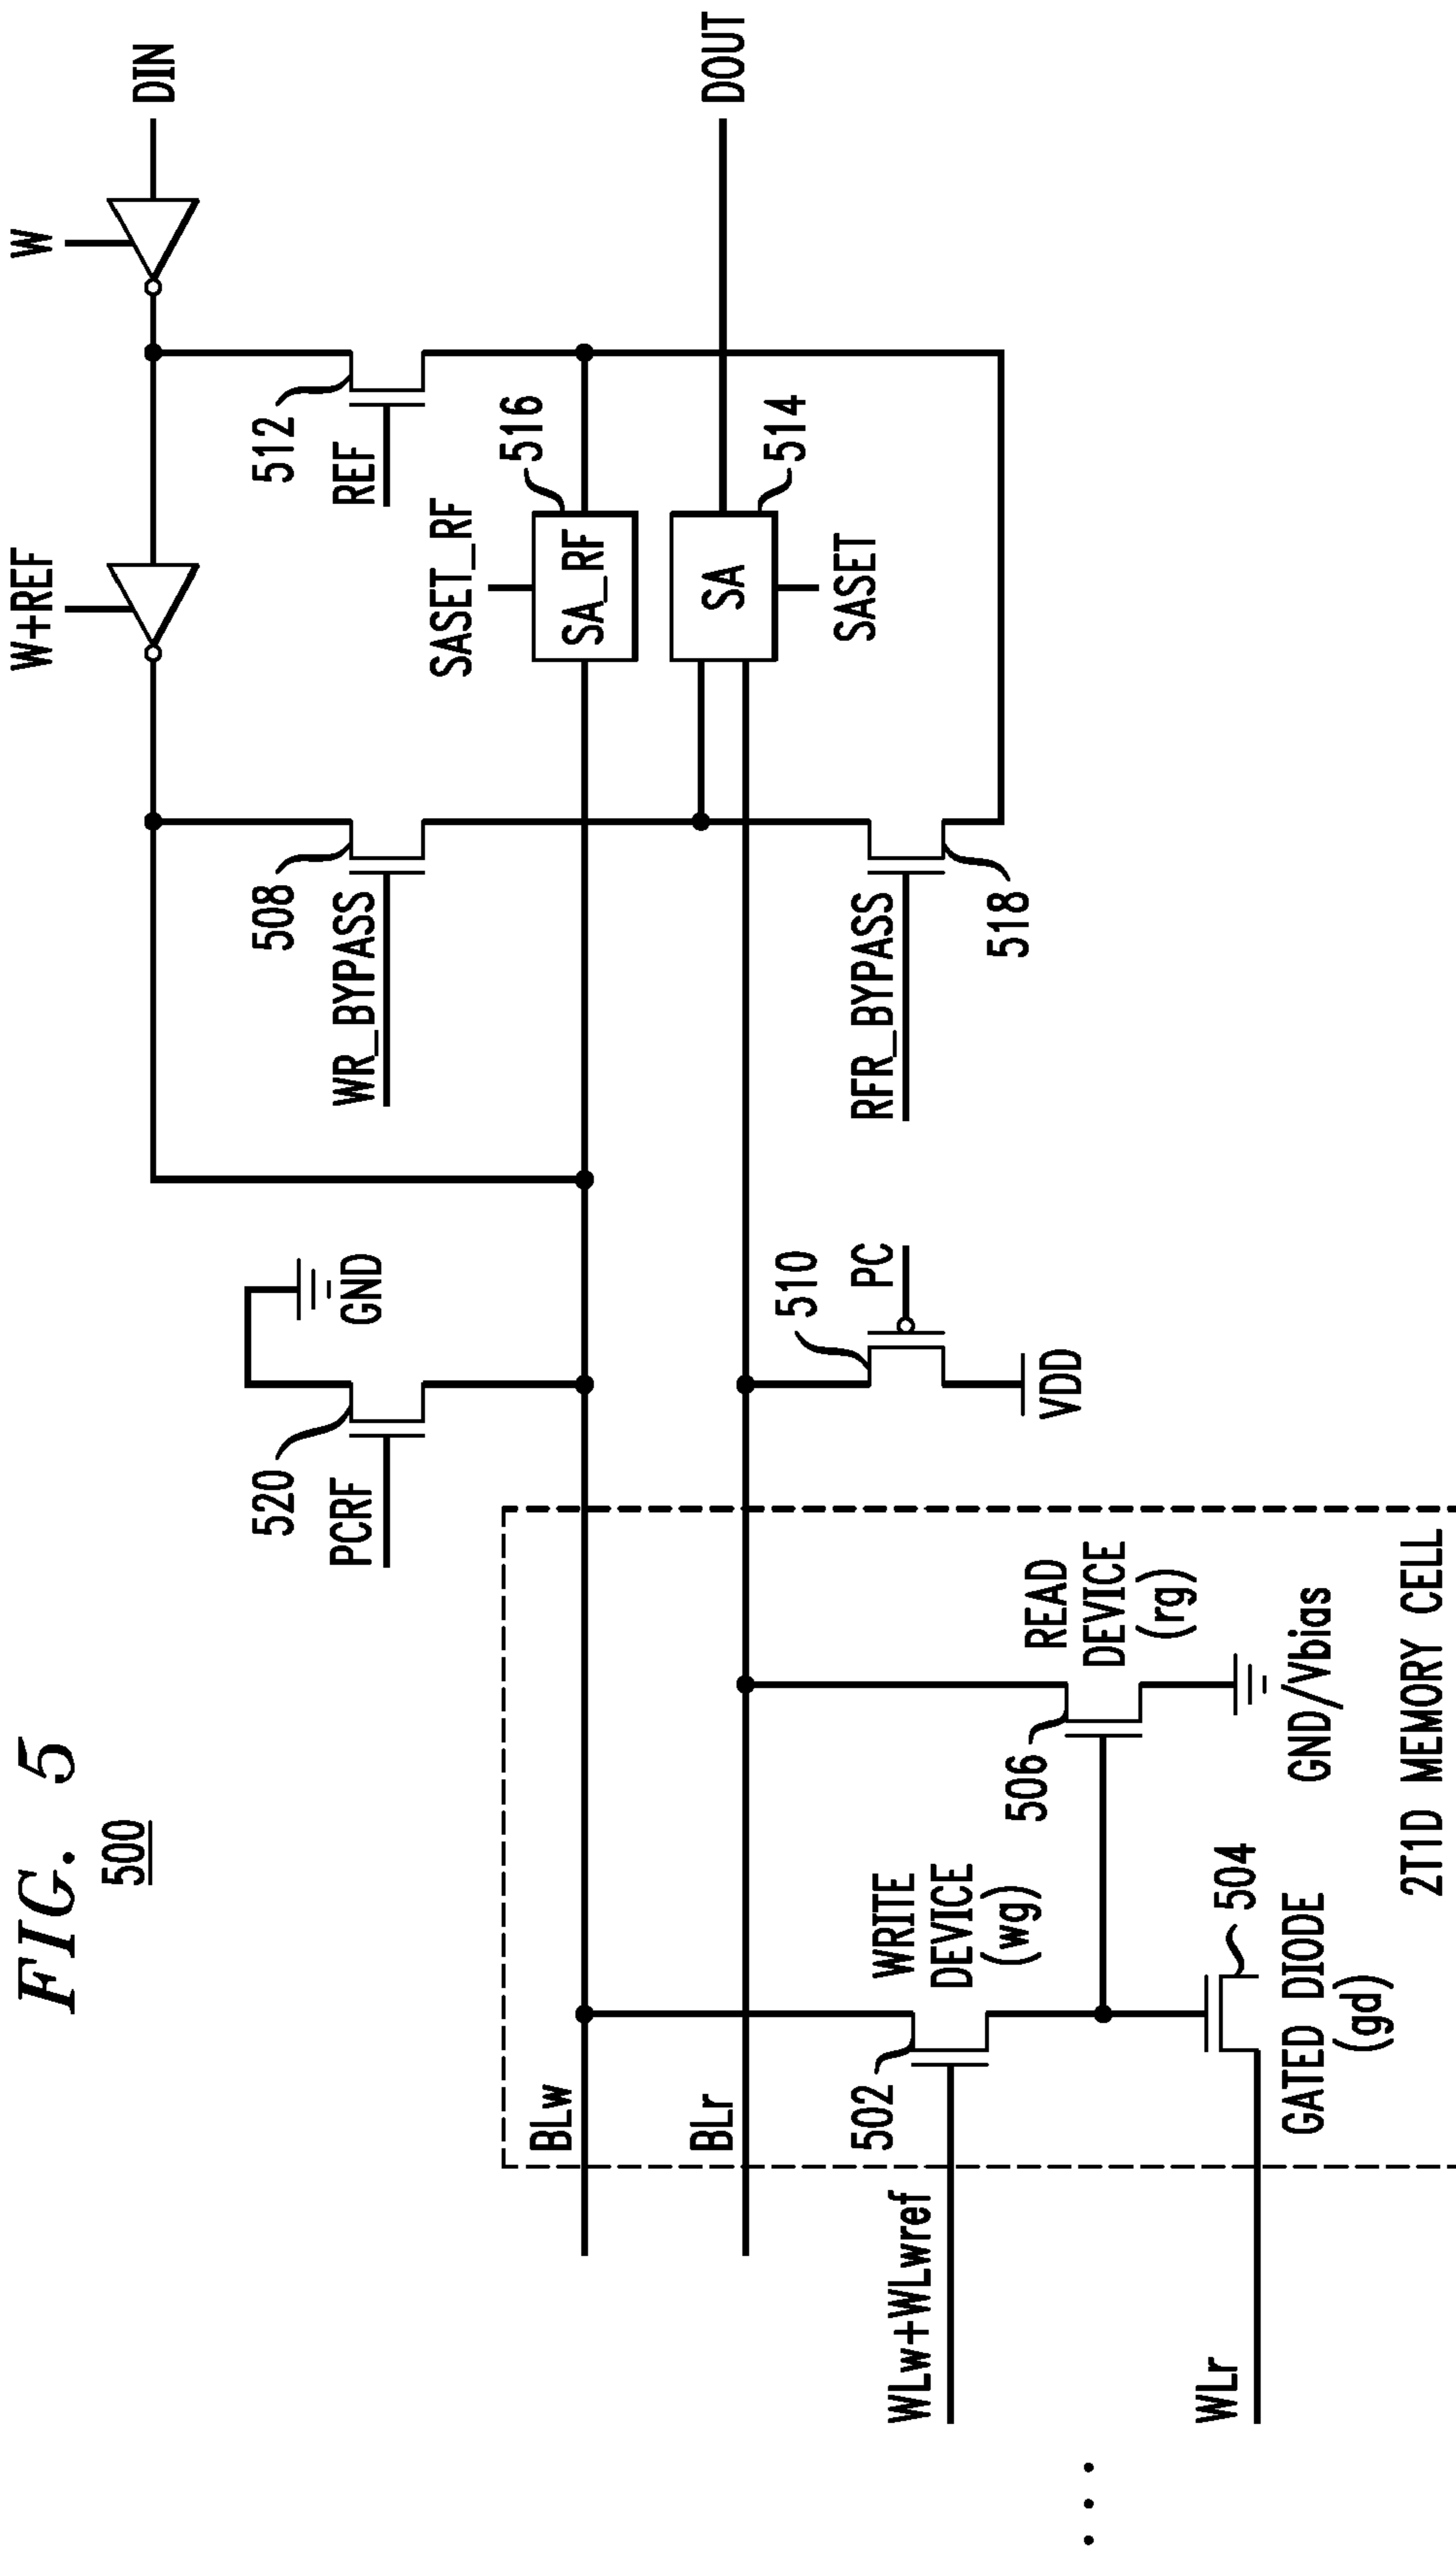 FIG. 5
500
W+REF
W
DIN
520
PCRF
GND
508
WR_BYPASS
512
REF
SASET_RF
516
SA_RF
BLw
BLr
SA
514
DOUT
SASET
510
PC
VDD
RFR_BYPASS
518
WLw+WLwref
502
WRITE
DEVICE
(wg)
506
READ
DEVICE
(rg)
WLr
504
GATED DIODE
(gd)
GND/Vbias
2T1D MEMORY CELL